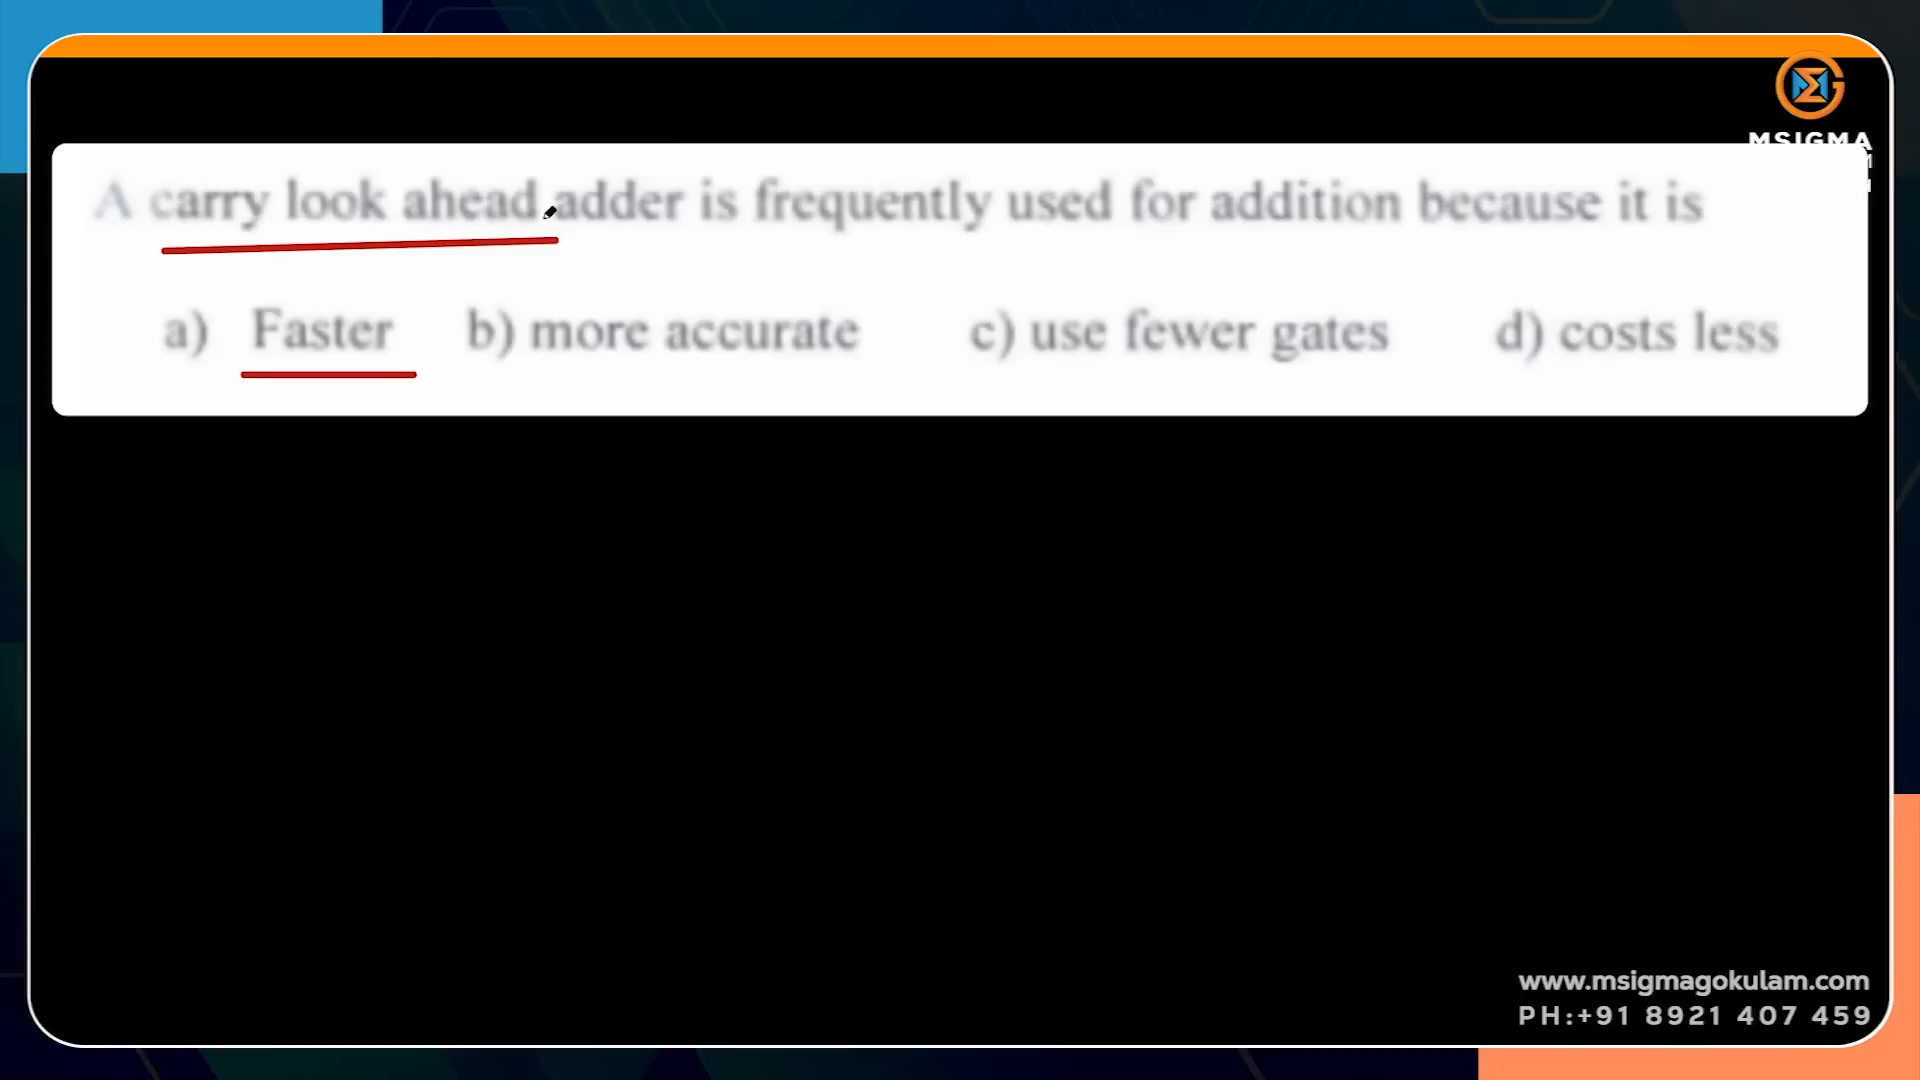 MSIGMA
A carry look ahead adder is frequently used for addition because it is
a) Faster b) more accurate c) use fewer gates d) costs less
www.msigmagokulam.com
PH:+91 8921 407 459